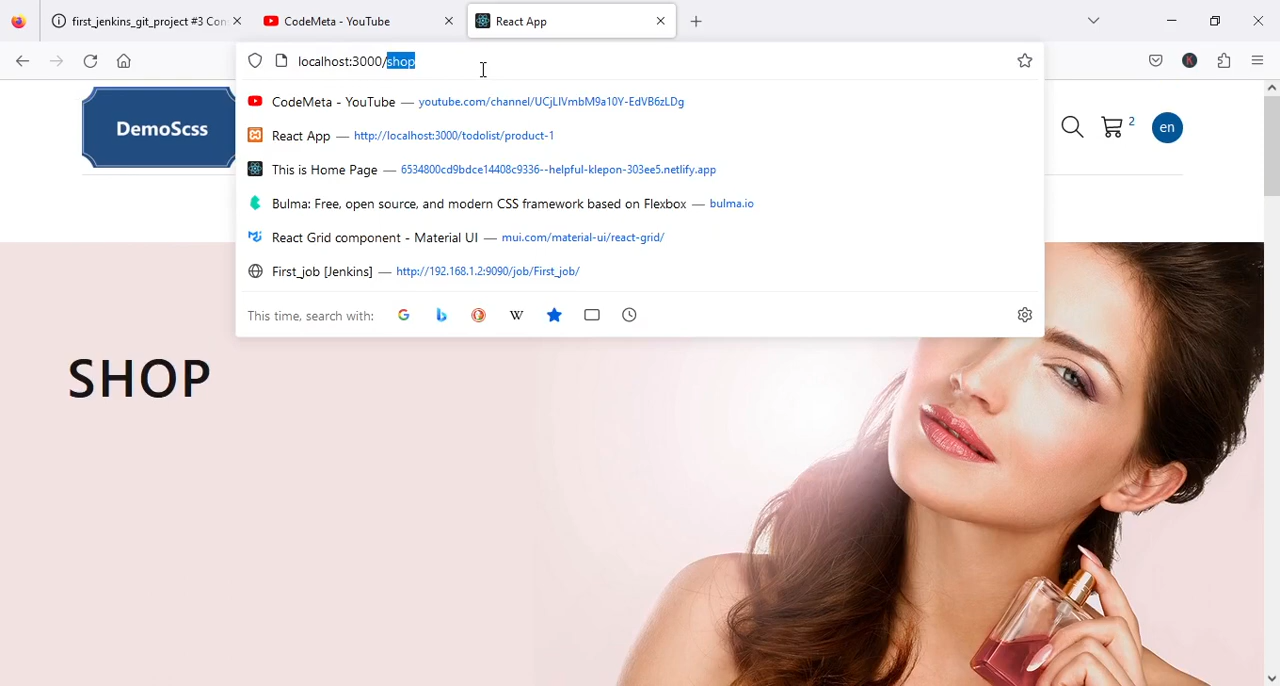 first_jenkins_git_project #3 Con
CodeMeta - YouTube
React App
localhost:3000/shop
CodeMeta - YouTube — youtube.com/channel/UCjLIVmbM9a10Y-EdVB6zLDg
React App — http://localhost:3000/todolist/product-1
This is Home Page — 6534800cd9bdce14408c9336--helpful-klepon-303ee5.netlify.app
Bulma: Free, open source, and modern CSS framework based on Flexbox — bulma.io
React Grid component - Material UI — mui.com/material-ui/react-grid/
First_job [Jenkins] — http://192.168.1.2:9090/job/First_job/
This time, search with:
DemoScss
2
en
SHOP